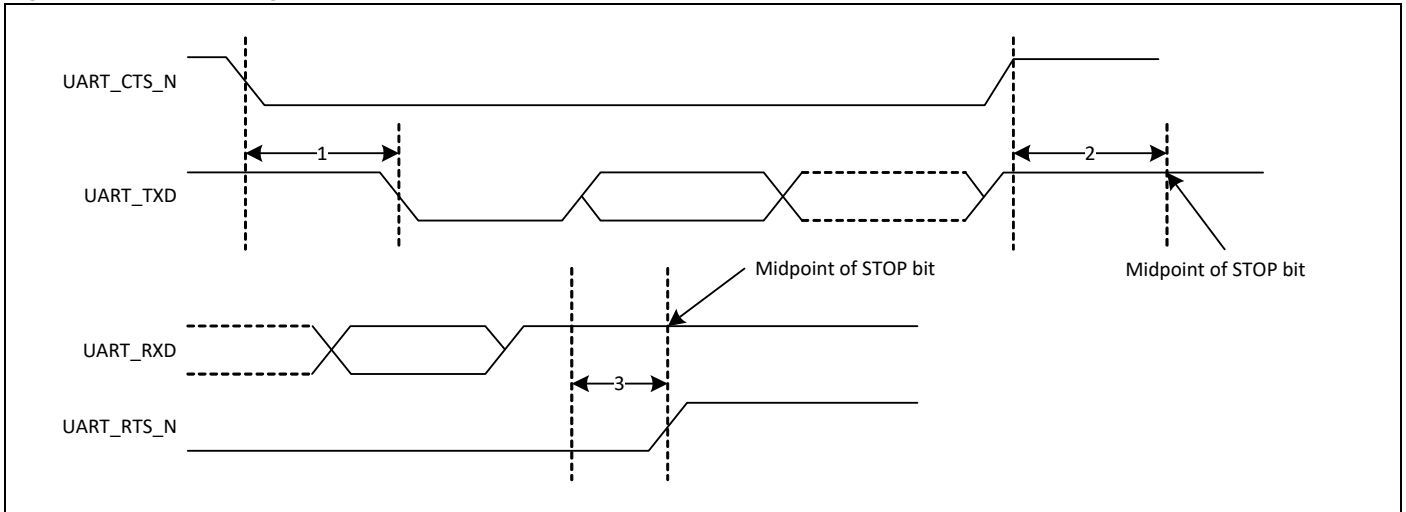 UART_CTS_N
1
2
UART_TXD
Midpoint of STOP bit
Midpoint of STOP bit
UART_RXD
3
UART_RTS_N